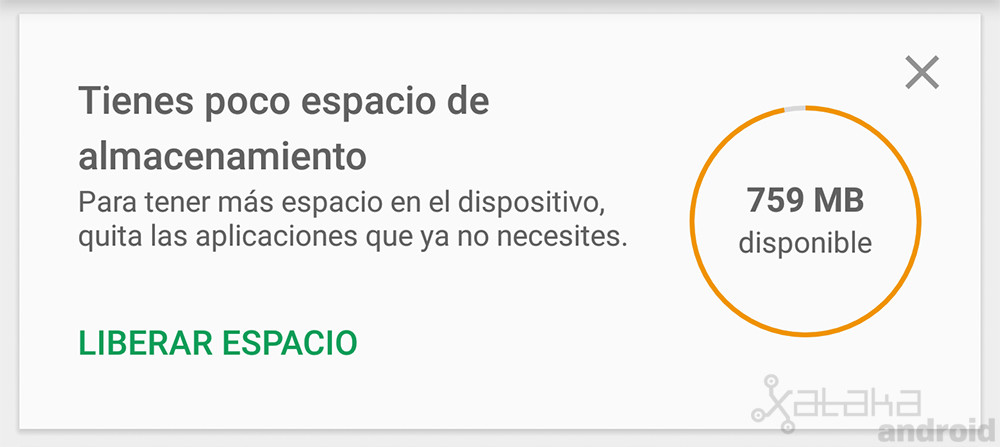 Tienes poco espacio de
almacenamiento
Para tener más espacio en el dispositivo,
quita las aplicaciones que ya no necesites.
759 MB
disponible
LIBERAR ESPACIO
xataka
android